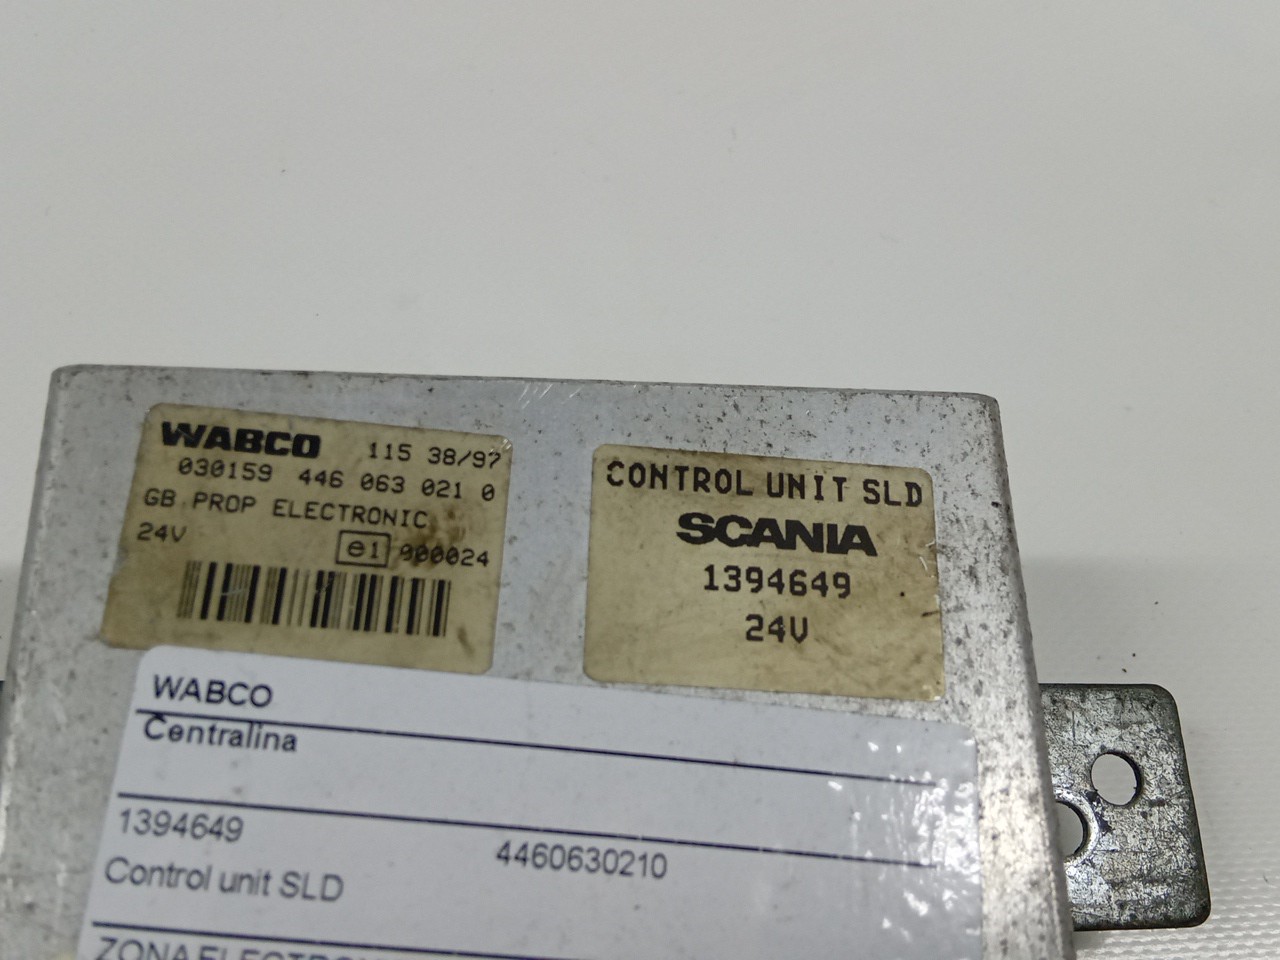 WABCO 115 38/97
030159 446 063 021 0
GB PROP ELECTRONIC
24V e1 900024
CONTROL UNIT SLD
SCANIA
1394649
24V
WABCO
Centralina
1394649 4460630210
Control unit SLD